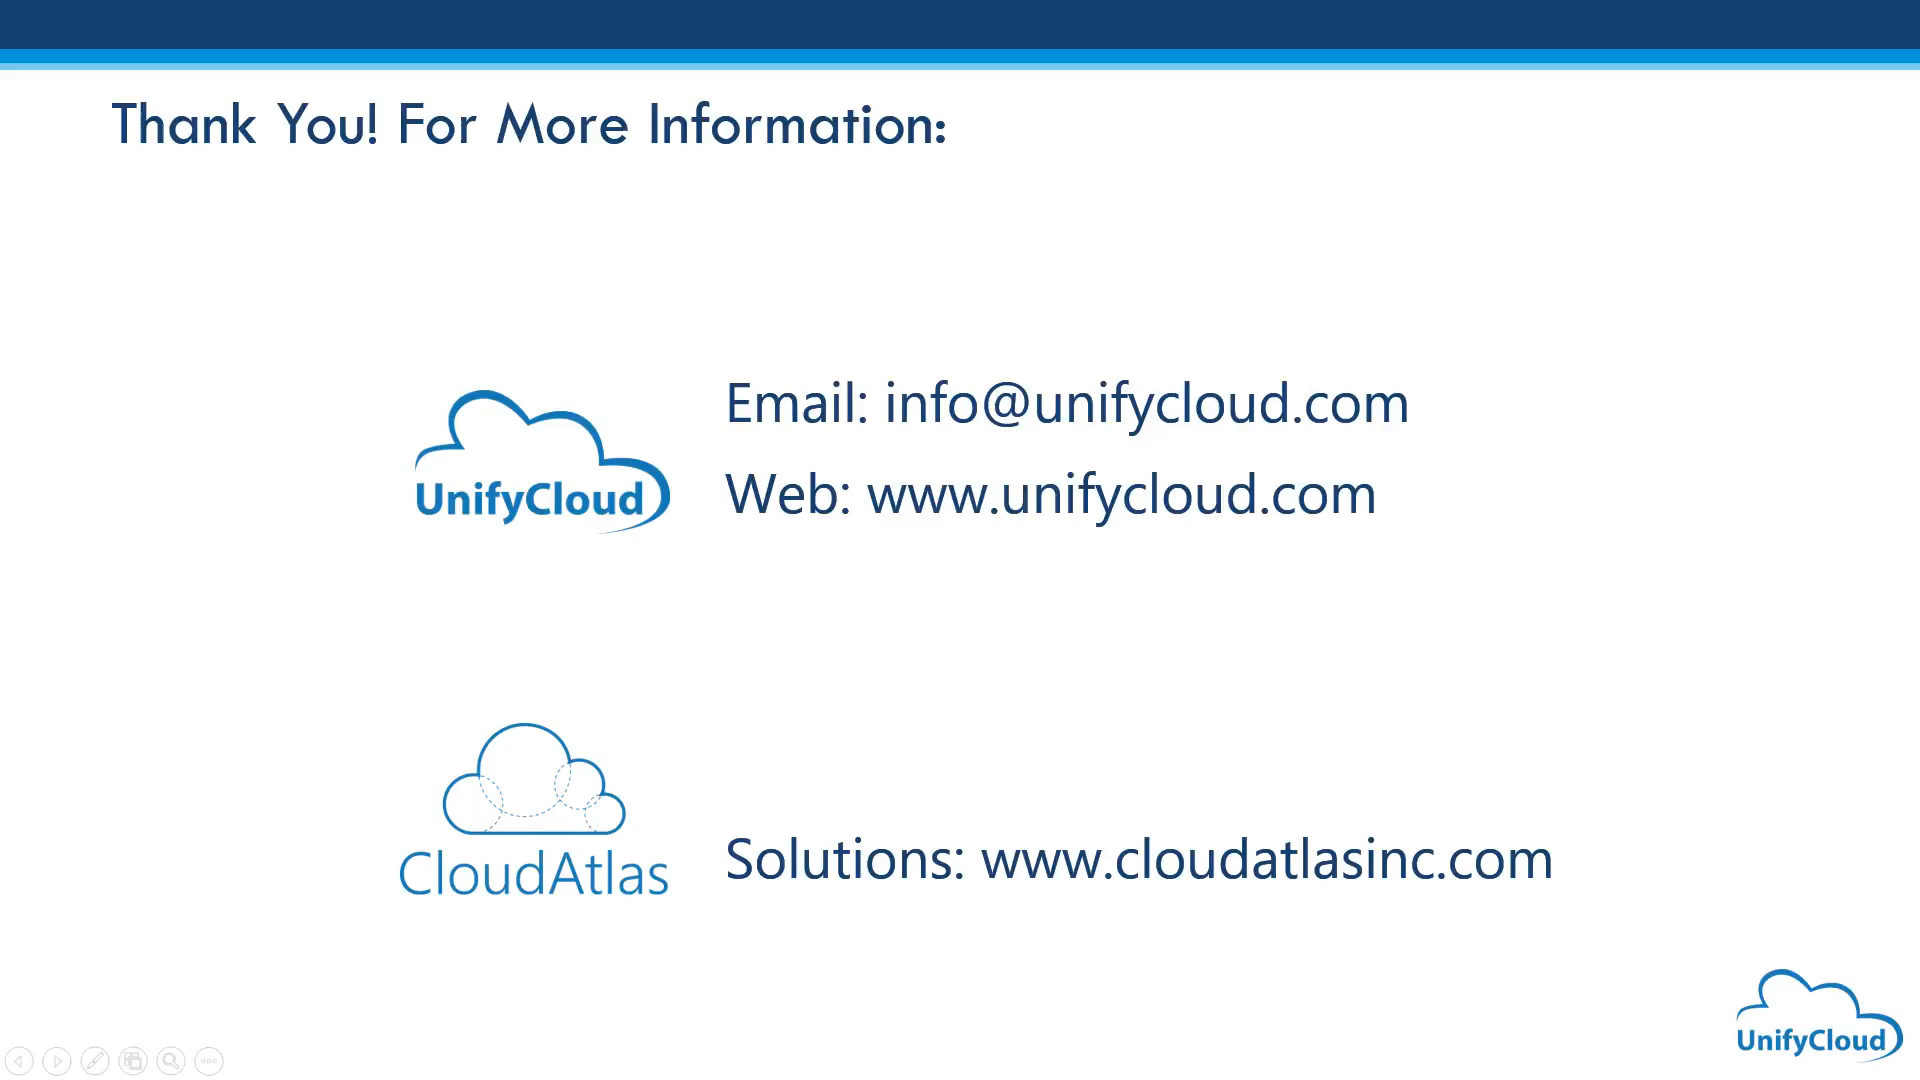 Thank You! For More Information:
Email: info@unifycloud.com
UnifyCloud
Web: www.unifycloud.com
CloudAtlas
Solutions: www.cloudatlasinc.com
UnifyCloud